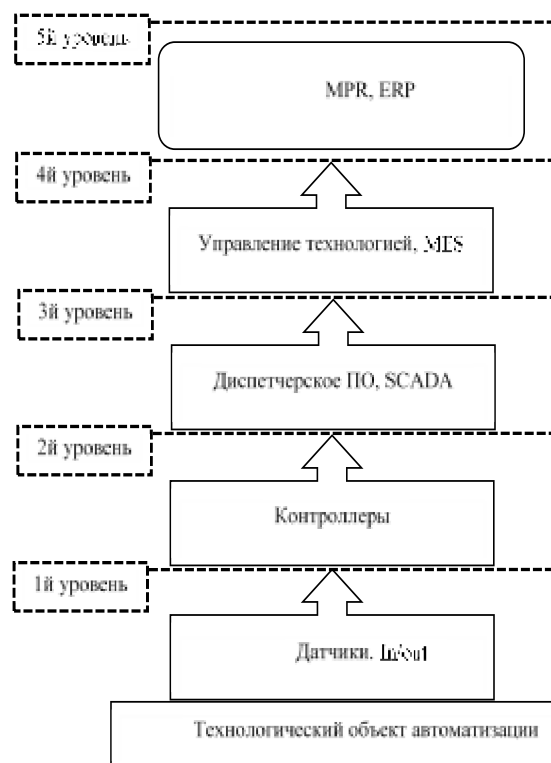 5й уровень
MPR, ERP
4й уровень
Управление технологией, MES
3й уровень
Диспетчерское ПО, SCADA
2й уровень
Контроллеры
1й уровень
Датчики. In/out
Технологический объект автоматизации